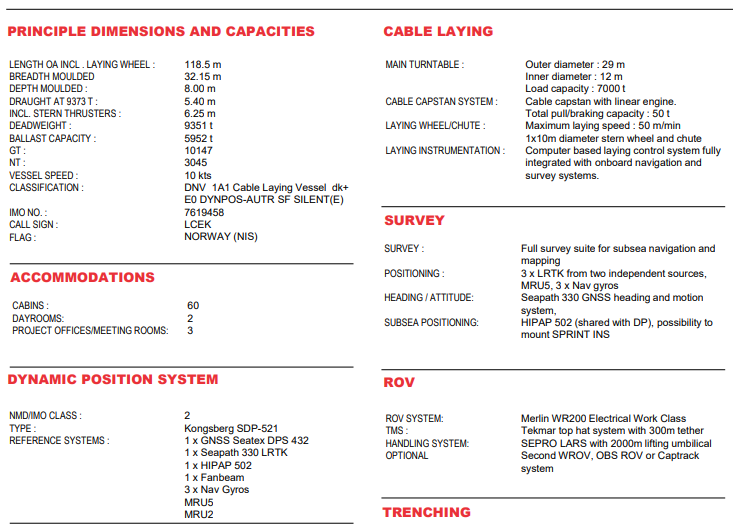 PRINCIPLE DIMENSIONS AND CAPACITIES
LENGTH OA INCL . LAYING WHEEL : 118.5 m
BREADTH MOULDED 32.15 m
DEPTH MOULDED : 8.00 m
DRAUGHT AT 9373 T : 5.40 m
INCL. STERN THRUSTERS : 6.25 m
DEADWEIGHT : 9351 t
BALLAST CAPACITY : 5952 t
GT : 10147
NT : 3045
VESSEL SPEED : 10 kts
CLASSIFICATION : DNV 1A1 Cable Laying Vessel dk+
E0 DYNPOS-AUTR SF SILENT(E)
IMO NO. : 7619458
CALL SIGN : LCEK
FLAG : NORWAY (NIS)
ACCOMMODATIONS
CABINS : 60
DAYROOMS: 2
PROJECT OFFICES/MEETING ROOMS: 3
DYNAMIC POSITION SYSTEM
NMD/IMO CLASS : 2
TYPE : Kongsberg SDP-521
REFERENCE SYSTEMS : 1 x GNSS Seatex DPS 432
1 x Seapath 330 LRTK
1 x HIPAP 502
1 x Fanbeam
3 x Nav Gyros
MRU5
MRU2
CABLE LAYING
MAIN TURNTABLE : Outer diameter : 29 m
Inner diameter : 12 m
Load capacity : 7000 t
CABLE CAPSTAN SYSTEM : Cable capstan with linear engine.
Total pull/braking capacity : 50 t
LAYING WHEEL/CHUTE : Maximum laying speed : 50 m/min
1x10m diameter stern wheel and chute
LAYING INSTRUMENTATION : Computer based laying control system fully
integrated with onboard navigation and
survey systems.
SURVEY
SURVEY : Full survey suite for subsea navigation and
mapping
POSITIONING : 3 x LRTK from two independent sources,
MRU5, 3 x Nav gyros
HEADING / ATTITUDE: Seapath 330 GNSS heading and motion
system,
SUBSEA POSITIONING: HIPAP 502 (shared with DP), possibility to
mount SPRINT INS
ROV
ROV SYSTEM: Merlin WR200 Electrical Work Class
TMS : Tekmar top hat system with 300m tether
HANDLING SYSTEM: SEPRO LARS with 2000m lifting umbilical
OPTIONAL Second WROV, OBS ROV or Captrack
system
TRENCHING